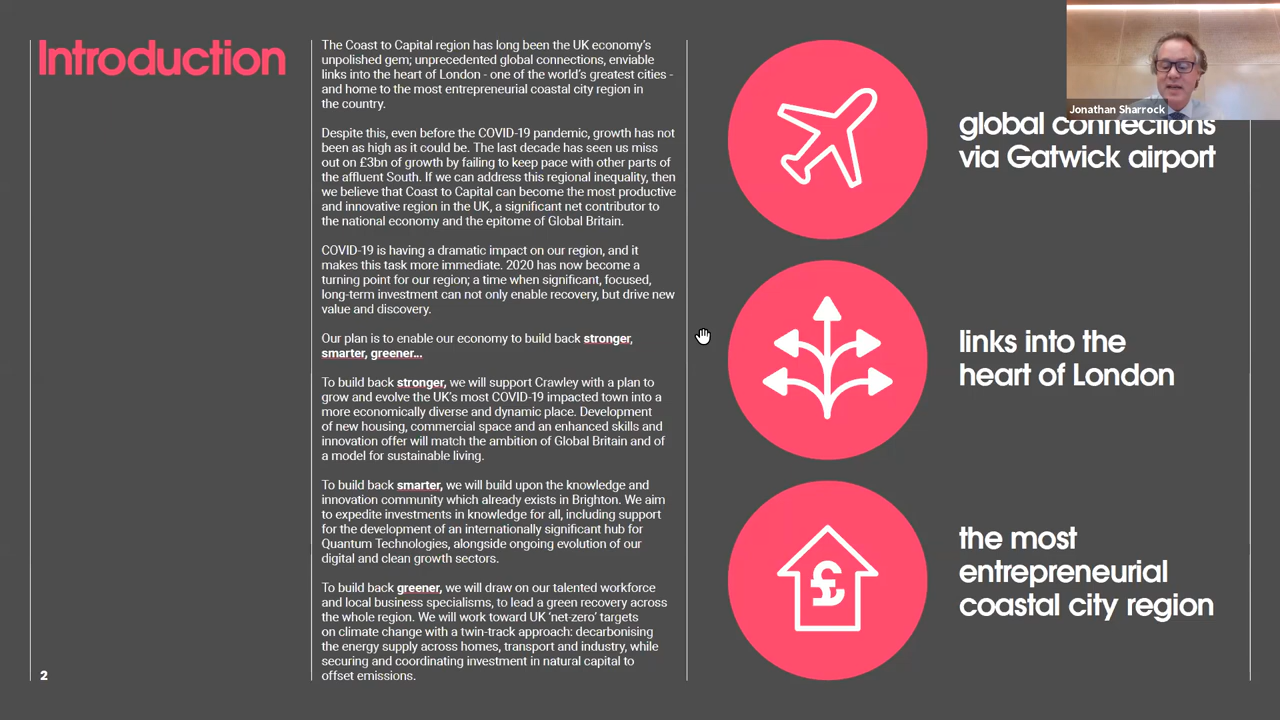 Introduction
The Coast to Capital region has long been the UK economy's
unpolished gem; unprecedented global connections, enviable
links into the heart of London - one of the world's greatest cities -
and home to the most entrepreneurial coastal city region in
the country.
Despite this, even before the COVID-19 pandemic, growth has not
been as high as it could be. The last decade has seen us miss
out on £3bn of growth by failing to keep pace with other parts of
the affluent South. If we can address this regional inequality, then
we believe that Coast to Capital can become the most productive
and innovative region in the UK, a significant net contributor to
the national economy and the epitome of Global Britain.
COVID-19 is having a dramatic impact on our region, and it
makes this task more immediate. 2020 has now become a
turning point for our region; a time when significant, focused,
long-term investment can not only enable recovery, but drive new
value and discovery.
Our plan is to enable our economy to build back stronger,
smarter, greener...
To build back stronger, we will support Crawley with a plan to
grow and evolve the UK's most COVID-19 impacted town into a
more economically diverse and dynamic place. Development
of new housing, commercial space and an enhanced skills and
innovation offer will match the ambition of Global Britain and of
a model for sustainable living.
To build back smarter, we will build upon the knowledge and
innovation community which already exists in Brighton. We aim
to expedite investments in knowledge for all, including support
for the development of an internationally significant hub for
Quantum Technologies, alongside ongoing evolution of our
digital and clean growth sectors.
To build back greener, we will draw on our talented workforce
and local business specialisms, to lead a green recovery across
the whole region. We will work toward UK 'net-zero' targets
on climate change with a twin-track approach: decarbonising
the energy supply across homes, transport and industry, while
securing and coordinating investment in natural capital to
offset emissions.
Jonathan Sharrock
global connections
via Gatwick airport
links into the
heart of London
£
the most
entrepreneurial
coastal city region
2